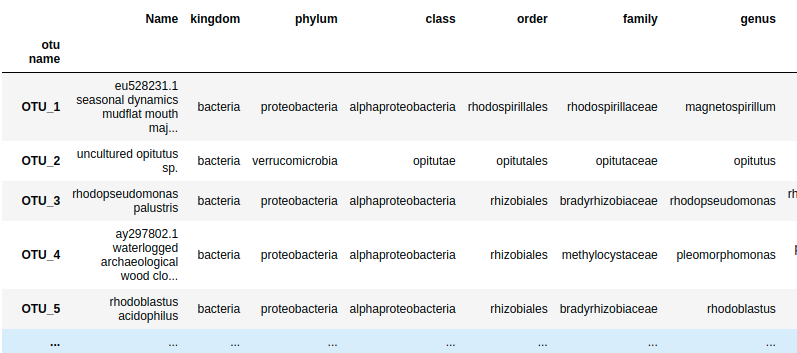 Name kingdom phylum class order family genus
otu
name
eu528231.1
seasonal dynamics
mudflat mouth
maj...
OTU_1 bacteria proteobacteria alphaproteobacteria rhodospirillales rhodospirillaceae magnetospirillum
uncultured opitutus
sp.
OTU_2 bacteria verrucomicrobia opitutae opitutales opitutaceae opitutus
rhodopseudomonas
palustris
OTU_3 bacteria proteobacteria alphaproteobacteria rhizobiales bradyrhizobiaceae rhodopseudomonas rh
ay297802.1
waterlogged
archaeological
wood clo...
OTU_4 bacteria proteobacteria alphaproteobacteria rhizobiales methylocystaceae pleomorphomonas
rhodoblastus
acidophilus
OTU_5 bacteria proteobacteria alphaproteobacteria rhizobiales bradyrhizobiaceae rhodoblastus
... ... ... ... ... ... ... ...